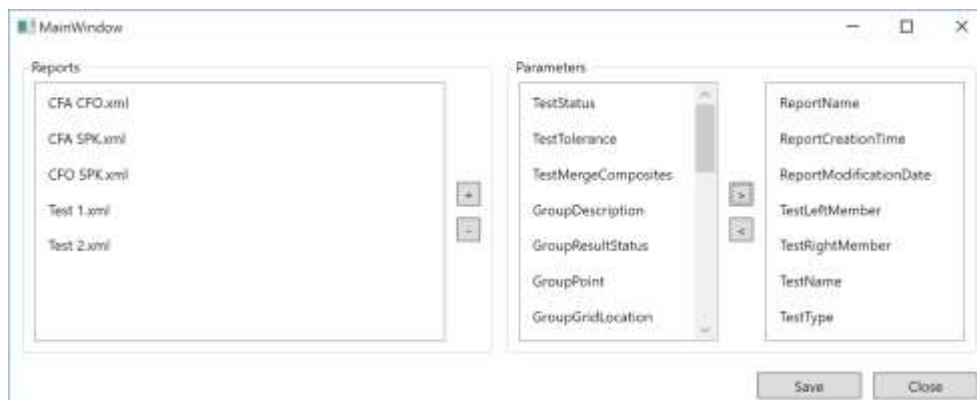 MainWindow
Reports
CFA CFO.xml
CFA SPK.xml
CFO SPK.xml
Test 1.xml
Test 2.xml
+
-
Parameters
TestStatus
TestTolerance
TestMergeComposites
GroupDescription
GroupResultStatus
GroupPoint
GroupGridLocation
>
<
ReportName
ReportCreationTime
ReportModificationDate
TestLeftMember
TestRightMember
TestName
TestType
Save
Close